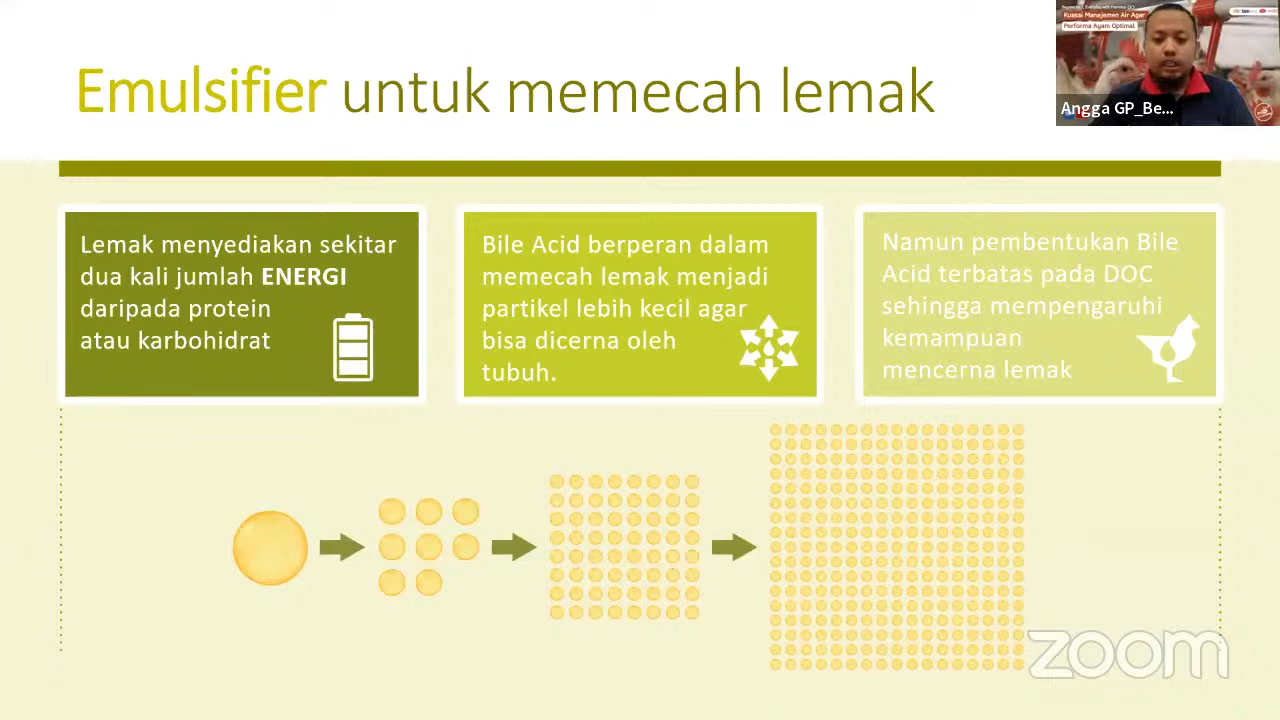 Emulsifier untuk memecah lemak
Kuasai Manajemen Air Agar
Performa Ayam Optimal
Angga GP_Be...
Lemak menyediakan sekitar
dua kali jumlah ENERGI
daripada protein
atau karbohidrat
Bile Acid berperan dalam
memecah lemak menjadi
partikel lebih kecil agar
bisa dicerna oleh
tubuh.
Namun pembentukan Bile
Acid terbatas pada DOC
sehingga mempengaruhi
kemampuan
mencerna lemak
zoom